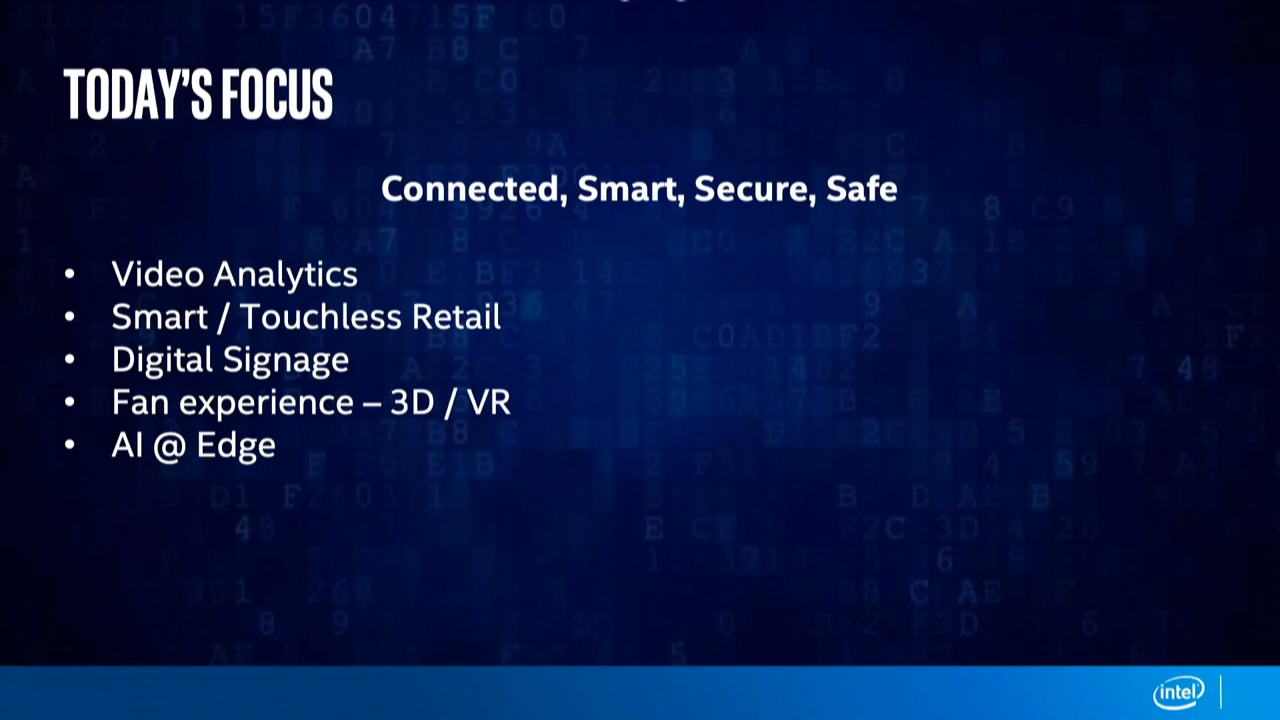 TODAY'S FOCUS
Connected, Smart, Secure, Safe
• Video Analytics
• Smart / Touchless Retail
• Digital Signage
• Fan experience – 3D / VR
• AI @ Edge
intel